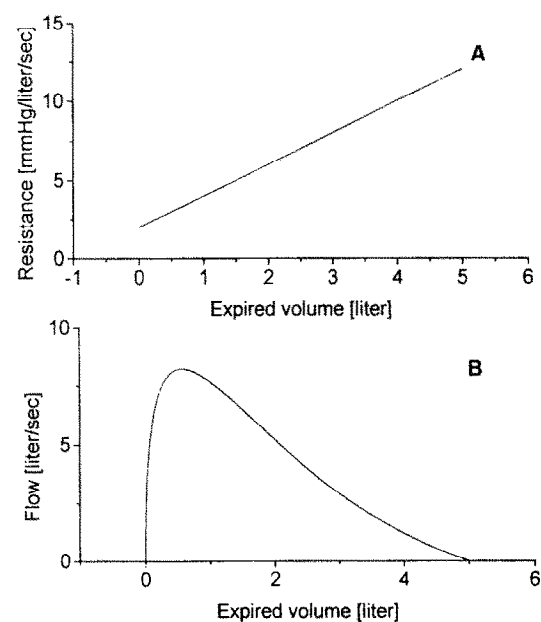 15
A
10
5
0
-1 0 1 2 3 4 5 6
Resistance [mmHg/liter/sec]
Expired volume [liter]
10
B
5
0
0 2 4 6
Flow [liter/sec]
Expired volume [liter]